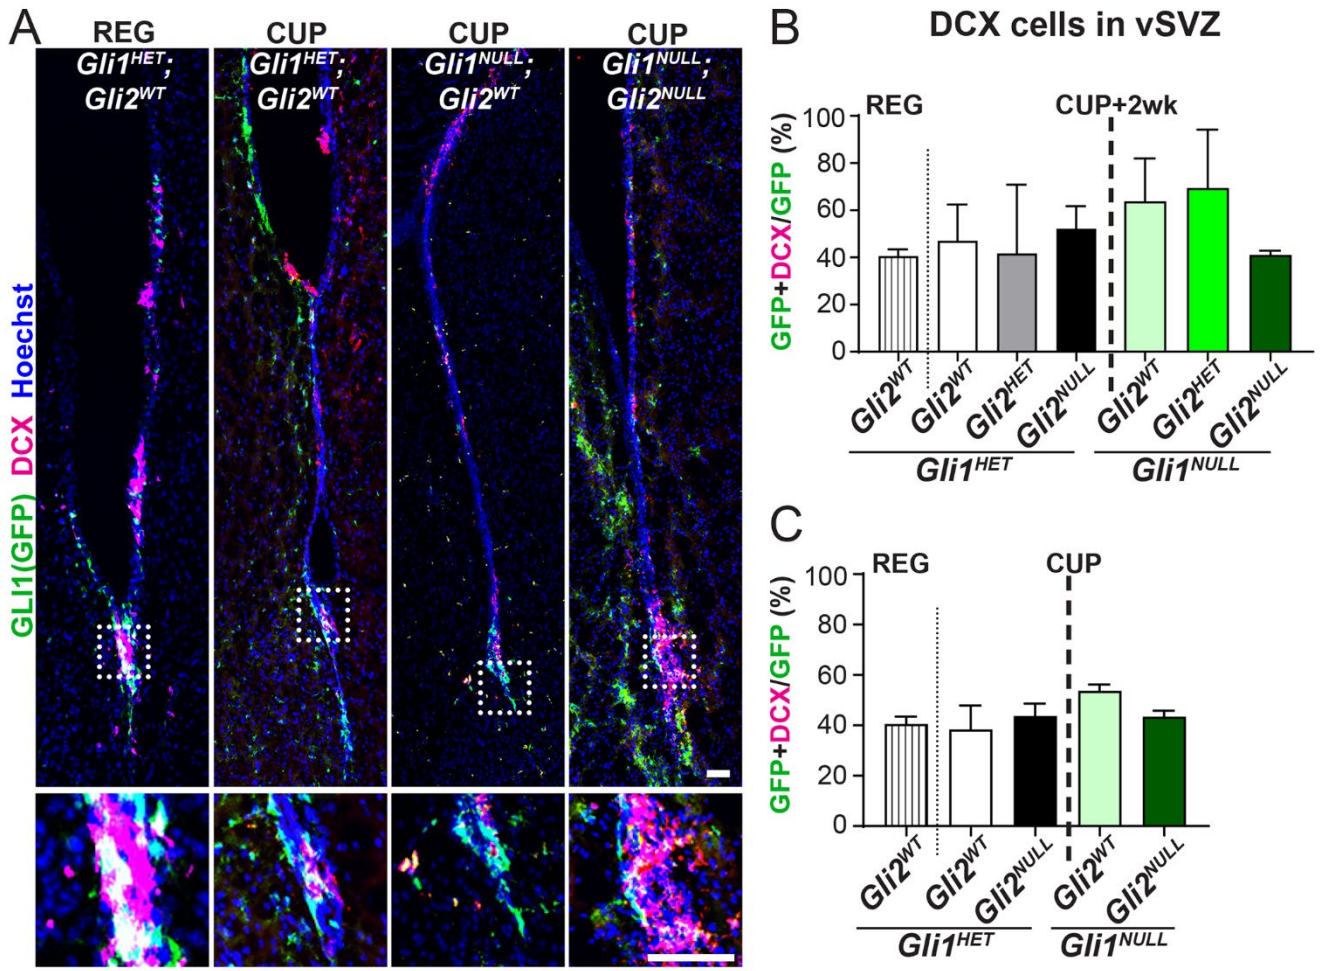 A
REG
CUP
CUP
CUP
Gli1HET;
Gli2WT
Gli1HET;
Gli2WT
Gli1NULL;
Gli2WT
Gli1NULL;
Gli2NULL
GLI1(GFP) DCX Hoechst
B
DCX cells in vSVZ
REG
CUP+2wk
GFP+DCX/GFP (%)
100
80
60
40
20
0
Gli2WT
Gli2WT
Gli2HET
Gli2NULL
Gli2WT
Gli2HET
Gli2NULL
Gli1HET
Gli1NULL
C
REG
CUP
GFP+DCX/GFP (%)
100
80
60
40
20
0
Gli2WT
Gli2WT
Gli2NULL
Gli2WT
Gli2NULL
Gli1HET
Gli1NULL